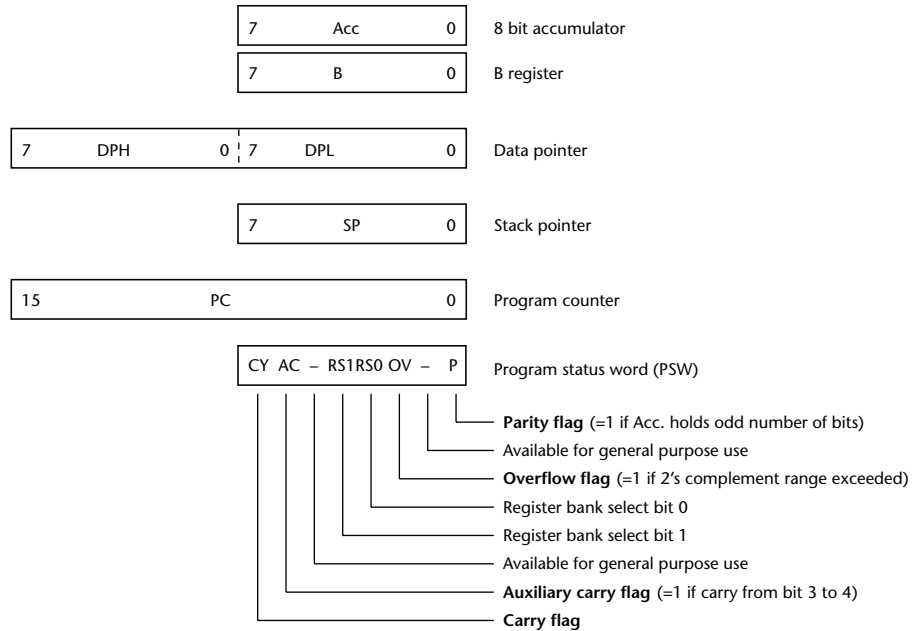 7 Acc 0 8 bit accumulator
7 B 0 B register
7 DPH 0 7 DPL 0 Data pointer
7 SP 0 Stack pointer
15 PC 0 Program counter
CY AC – RS1RS0 OV – P Program status word (PSW)
Parity flag (=1 if Acc. holds odd number of bits)
Available for general purpose use
Overflow flag (=1 if 2's complement range exceeded)
Register bank select bit 0
Register bank select bit 1
Available for general purpose use
Auxiliary carry flag (=1 if carry from bit 3 to 4)
Carry flag